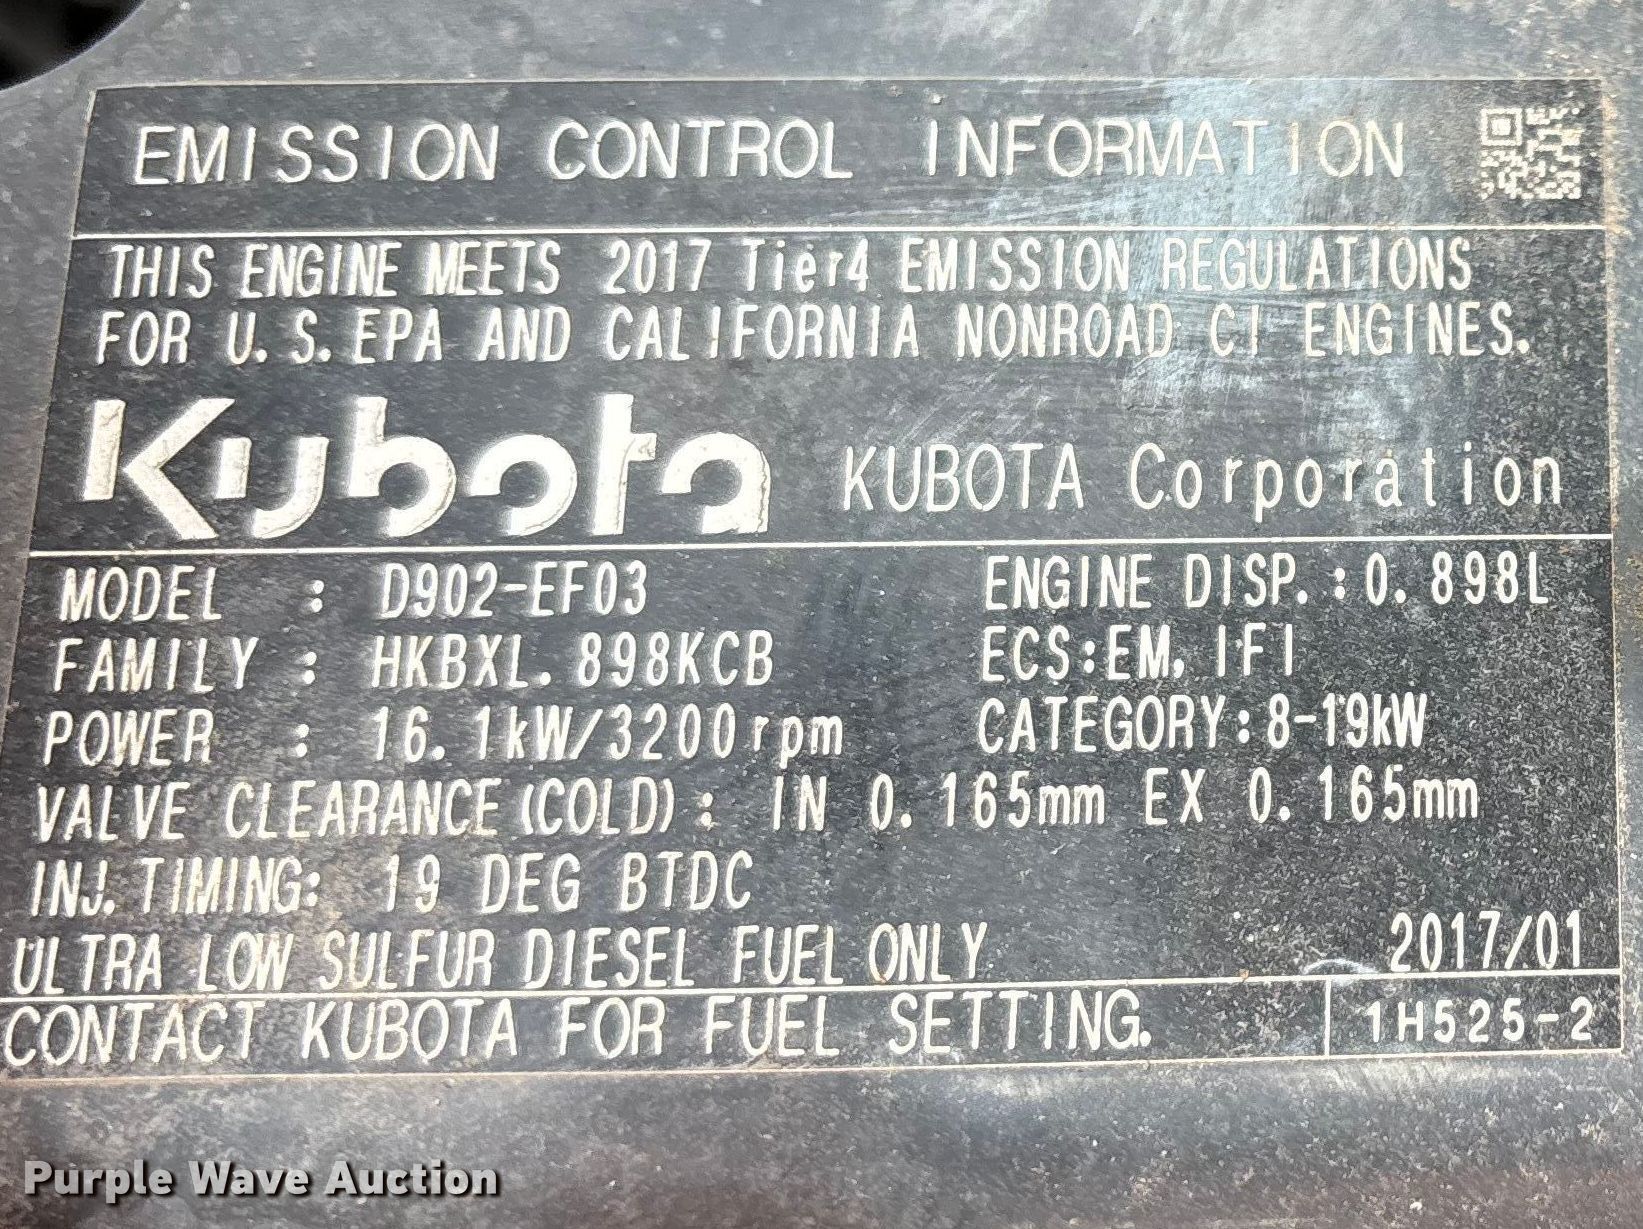 EMISSION CONTROL INFORMATION
THIS ENGINE MEETS 2017 Tier4 EMISSION REGULATIONS
FOR U.S.EPA AND CALIFORNIA NONROAD CI ENGINES.
Kubota KUBOTA Corporation
MODEL : D902-EF03 ENGINE DISP.:0.898L
FAMILY : HKBXL.898KCB ECS:EM, IFI
POWER : 16.1kW/3200rpm CATEGORY:8-19kW
VALVE CLEARANCE(COLD): IN 0.165mm EX 0.165mm
INJ.TIMING: 19 DEG BTDC
ULTRA LOW SULFUR DIESEL FUEL ONLY 2017/01
CONTACT KUBOTA FOR FUEL SETTING. 1H525-2
Purple Wave Auction